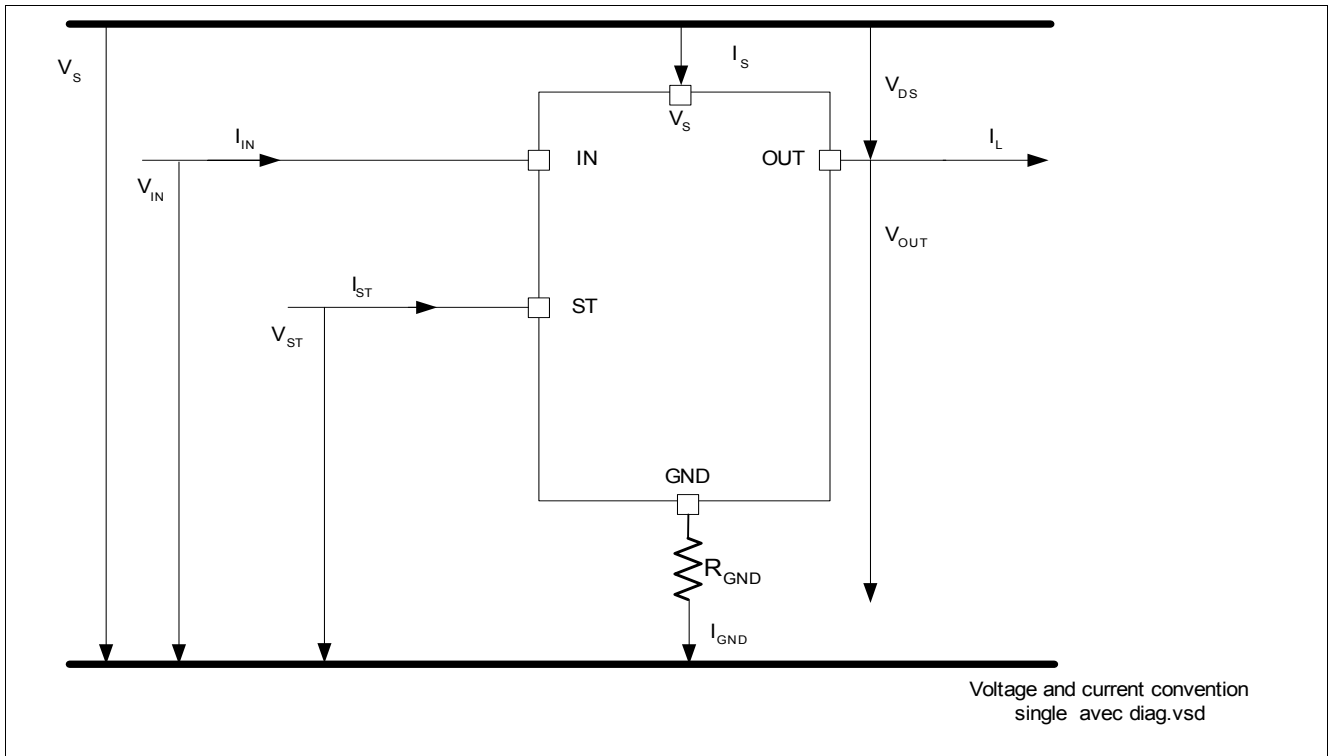 V_S
I_S
V_DS
V_S
I_IN
IN
OUT
I_L
V_IN
V_OUT
I_ST
ST
V_ST
GND
R_GND
I_GND
Voltage and current convention
single avec diag.vsd